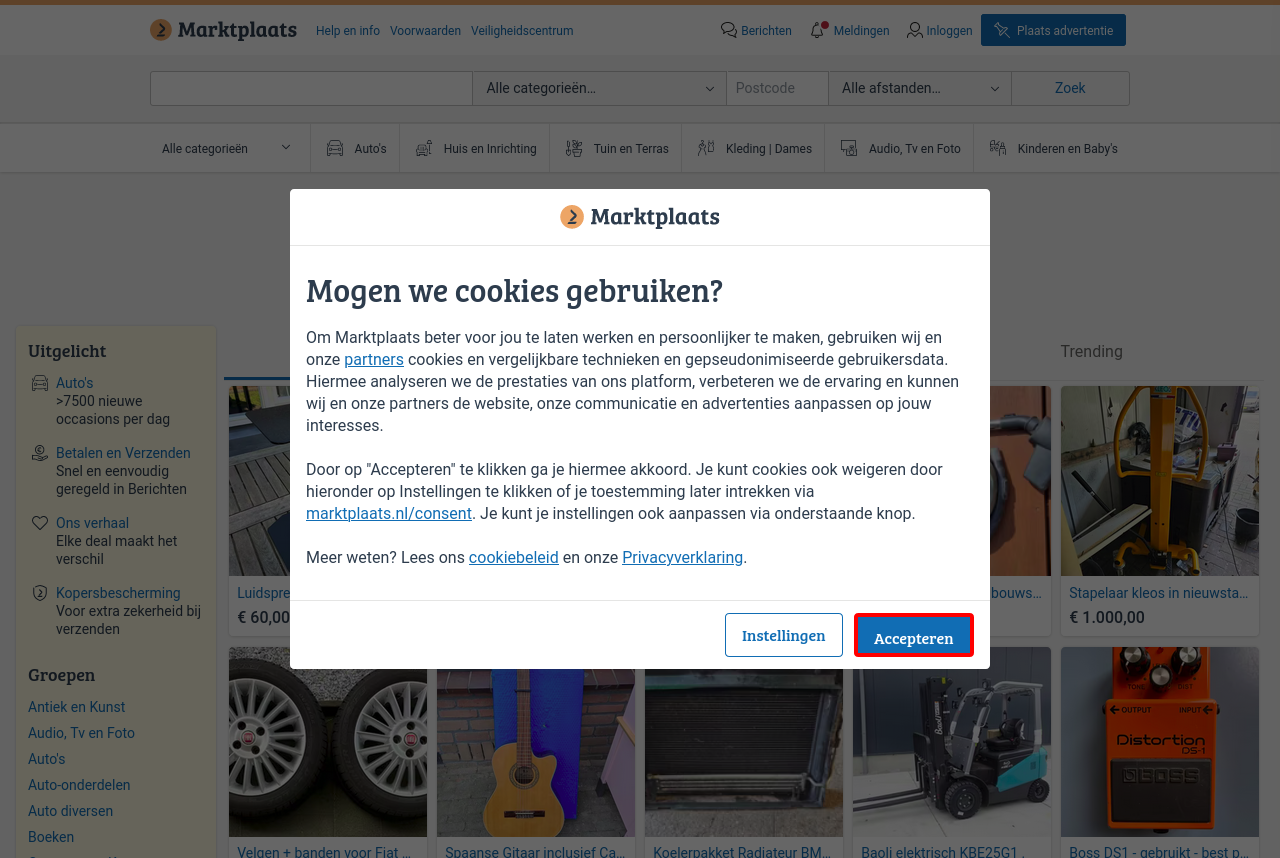 Marktplaats
Help en info Voorwaarden Veiligheidscentrum
Berichten Meldingen Inloggen Plaats advertentie
Alle categorieën... Postcode Alle afstanden... Zoek
Alle categorieën Auto's Huis en Inrichting Tuin en Terras Kleding | Dames Audio, Tv en Foto Kinderen en Baby's
Marktplaats
Mogen we cookies gebruiken?
Om Marktplaats beter voor jou te laten werken en persoonlijker te maken, gebruiken wij en
onze partners cookies en vergelijkbare technieken en gepseudonimiseerde gebruikersdata.
Hiermee analyseren we de prestaties van ons platform, verbeteren we de ervaring en kunnen
wij en onze partners de website, onze communicatie en advertenties aanpassen op jouw
interesses.
Door op "Accepteren" te klikken ga je hiermee akkoord. Je kunt cookies ook weigeren door
hieronder op Instellingen te klikken of je toestemming later intrekken via
marktplaats.nl/consent. Je kunt je instellingen ook aanpassen via onderstaande knop.
Meer weten? Lees ons cookiebeleid en onze Privacyverklaring.
Instellingen Accepteren
Uitgelicht
Auto's
>7500 nieuwe
occasions per dag
Betalen en Verzenden
Snel en eenvoudig
geregeld in Berichten
Ons verhaal
Elke deal maakt het
verschil
Kopersbescherming
Voor extra zekerheid bij
verzenden
Groepen
Antiek en Kunst
Audio, Tv en Foto
Auto's
Auto-onderdelen
Auto diversen
Boeken
Trending
Luidspre
€ 60,00
bouws...
Stapelaar kleos in nieuwsta...
€ 1.000,00
OUTPUT INPUT
Distortion
DS-1
BOSS
Velgen + banden voor Fiat ...
Spaanse Gitaar inclusief Ca...
Koelerpakket Radiateur BM...
Baoli elektrisch KBE25G1 ,
Boss DS1 - gebruikt - best p...